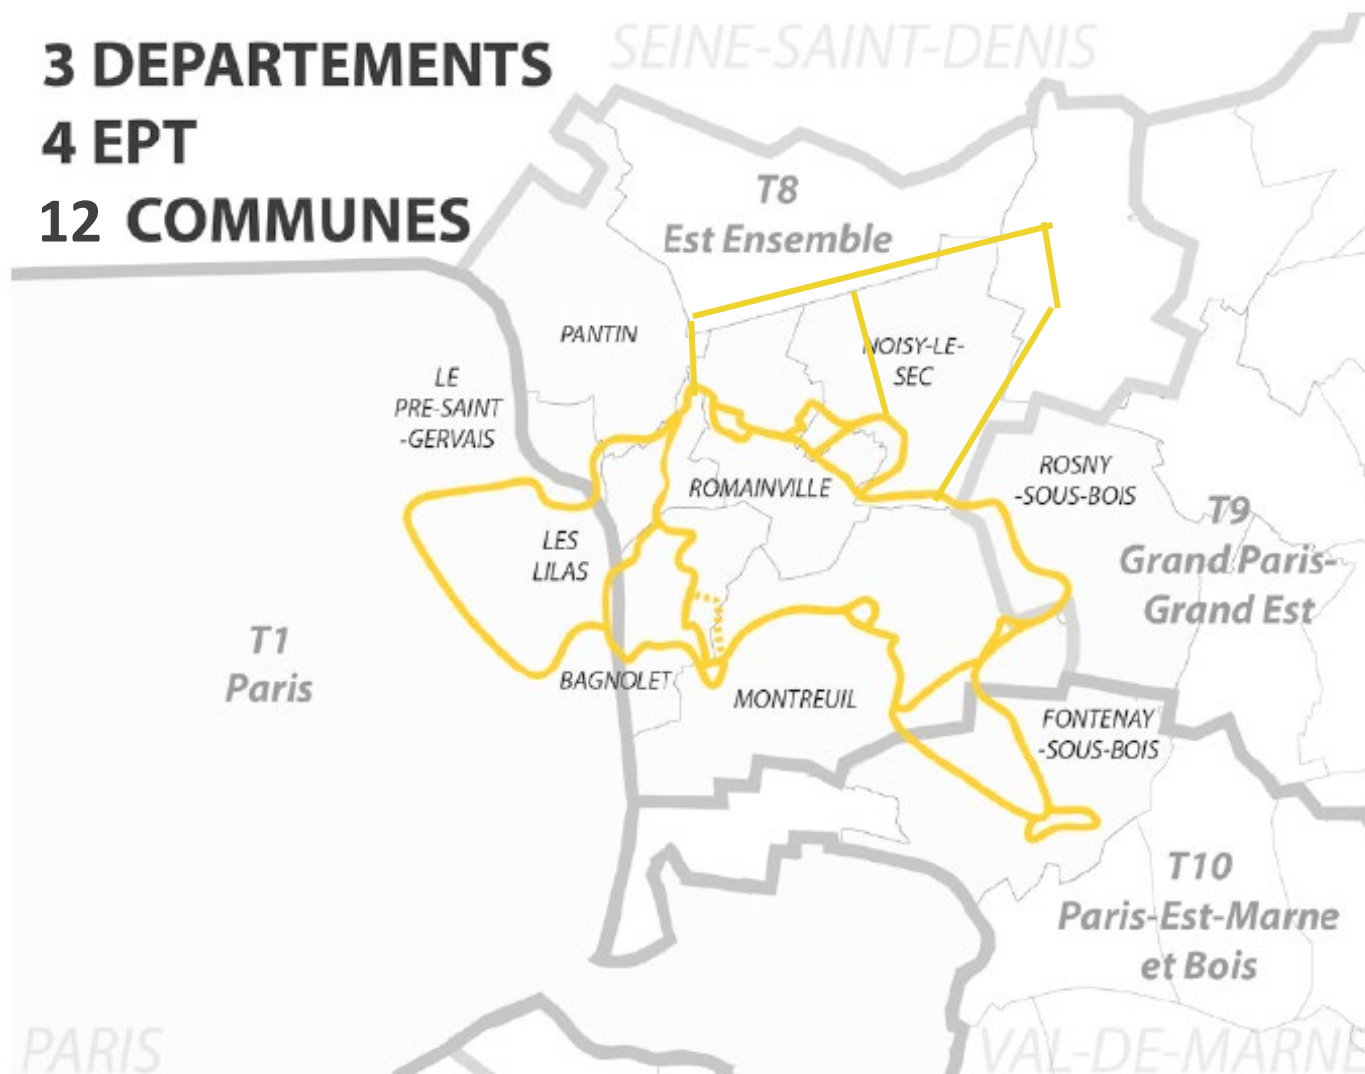 3 DEPARTEMENTS
4 EPT
12 COMMUNES
SEINE-SAINT-DENIS
T8
Est Ensemble
PANTIN
NOISY-LE-
SEC
LE
PRE-SAINT
-GERVAIS
ROSNY
-SOUS-BOIS
ROMAINVILLE
T9
Grand Paris-
Grand Est
LES
LILAS
T1
Paris
BAGNOLET
MONTREUIL
FONTENAY
-SOUS-BOIS
T10
Paris-Est-Marne
et Bois
PARIS
VAL-DE-MARNE